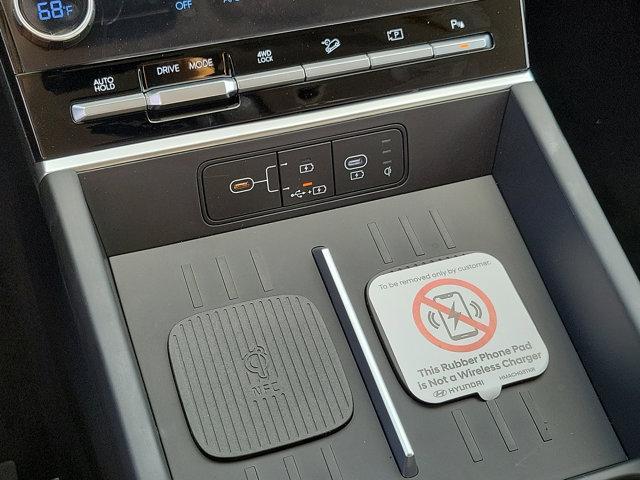 68°F
OFF
AUTO HOLD
DRIVE MODE
4WD LOCK
P
P
NFC
To be removed only by customer.
This Rubber Phone Pad
is Not a Wireless Charger
HYUNDAI